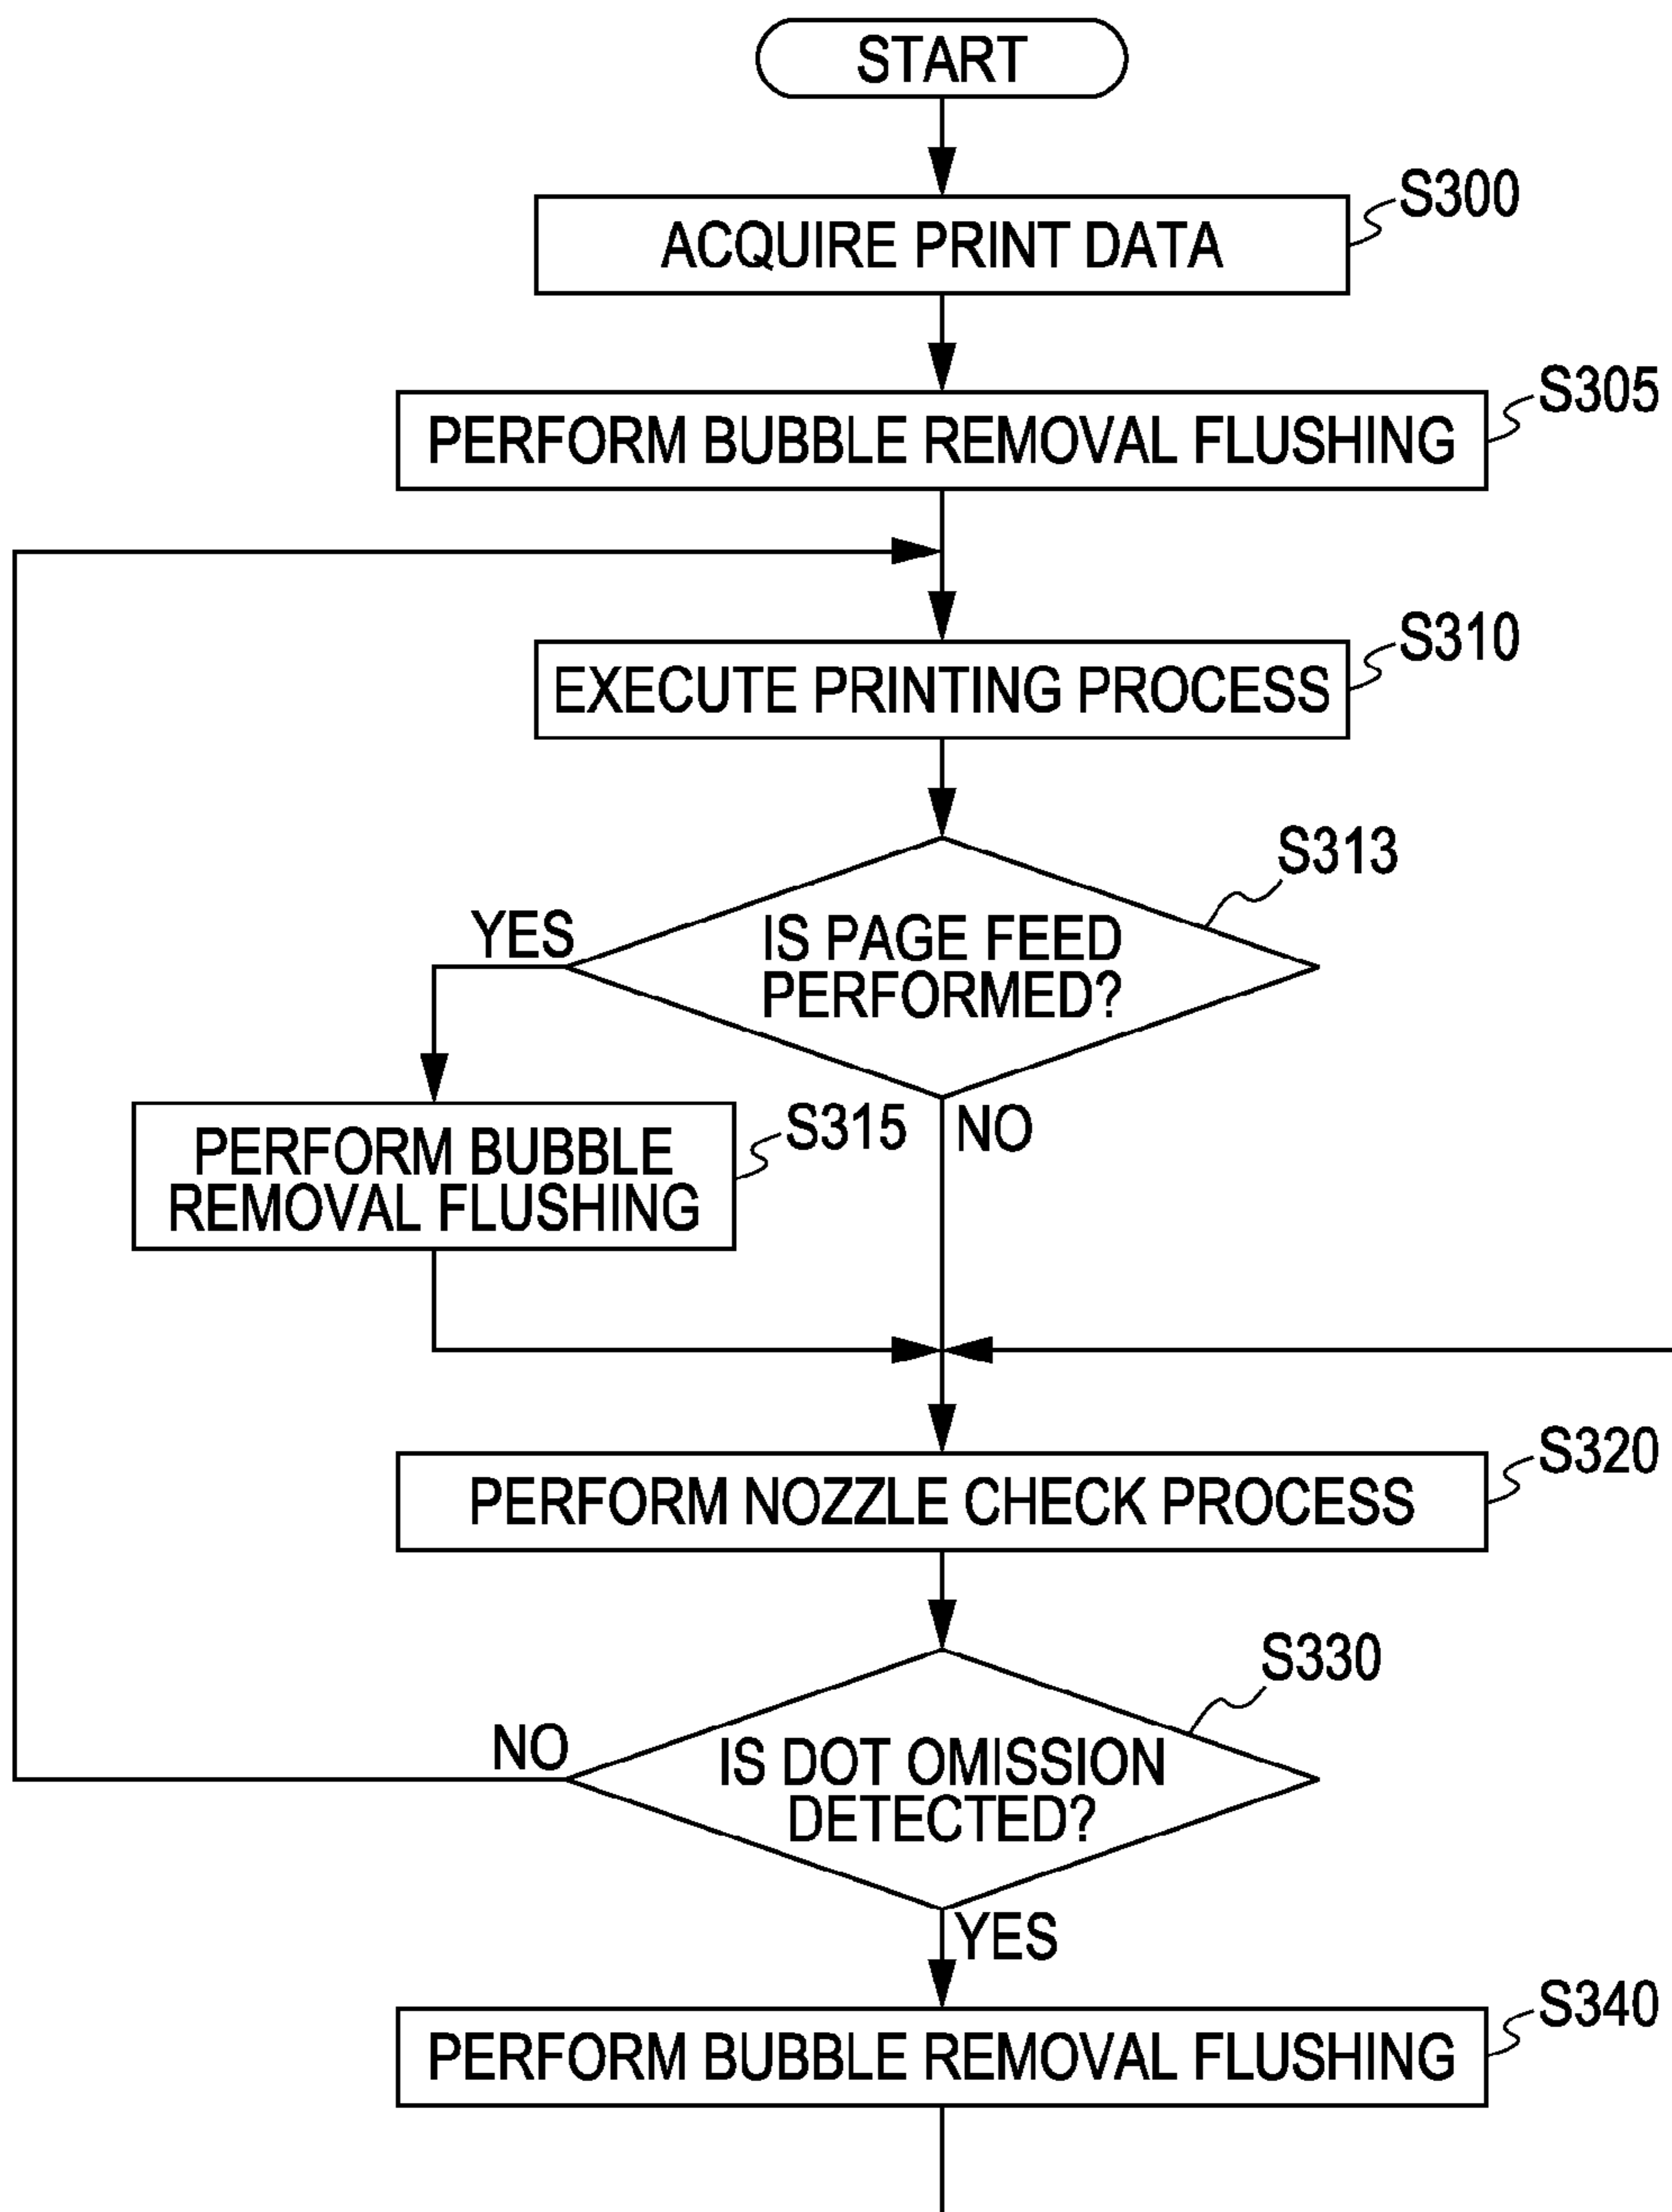 START
ACQUIRE PRINT DATA
S300
PERFORM BUBBLE REMOVAL FLUSHING
S305
EXECUTE PRINTING PROCESS
S310
S313
YES
IS PAGE FEED
PERFORMED?
NO
PERFORM BUBBLE
REMOVAL FLUSHING
S315
PERFORM NOZZLE CHECK PROCESS
S320
S330
NO
IS DOT OMISSION
DETECTED?
YES
PERFORM BUBBLE REMOVAL FLUSHING
S340